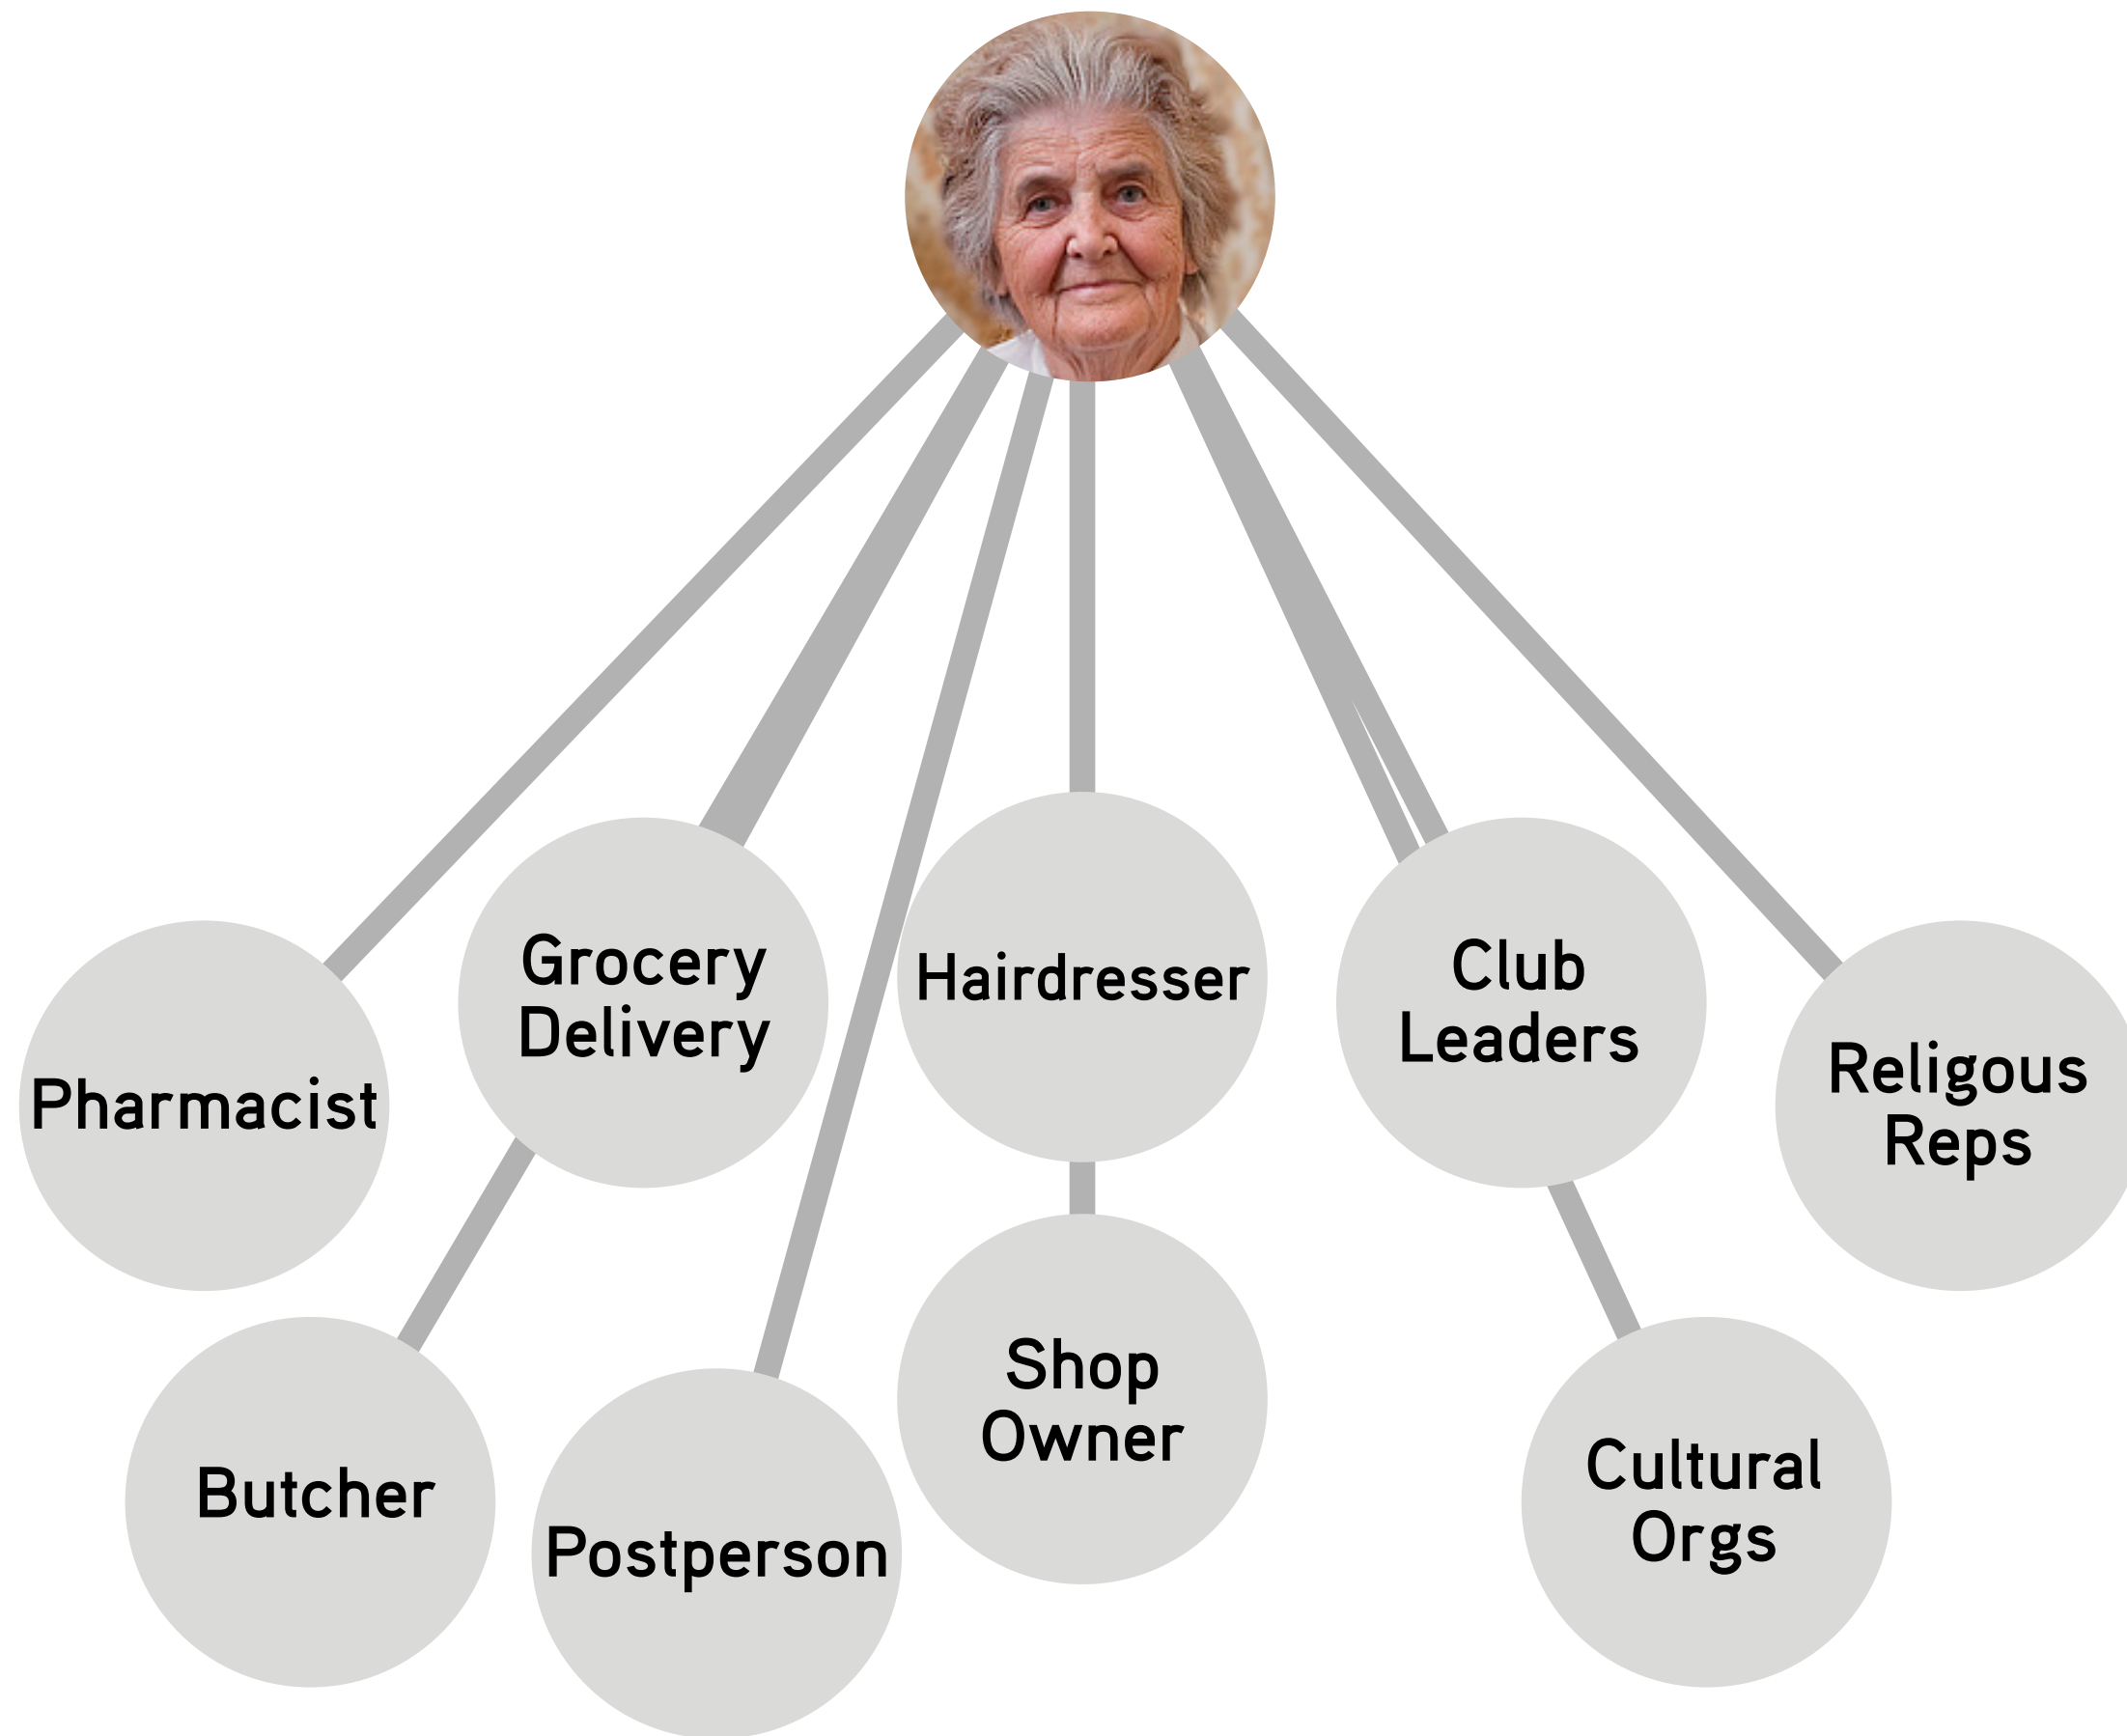 Pharmacist
Grocery
Delivery
Hairdresser
Club
Leaders
Religous
Reps
Butcher
Postperson
Shop
Owner
Cultural
Orgs